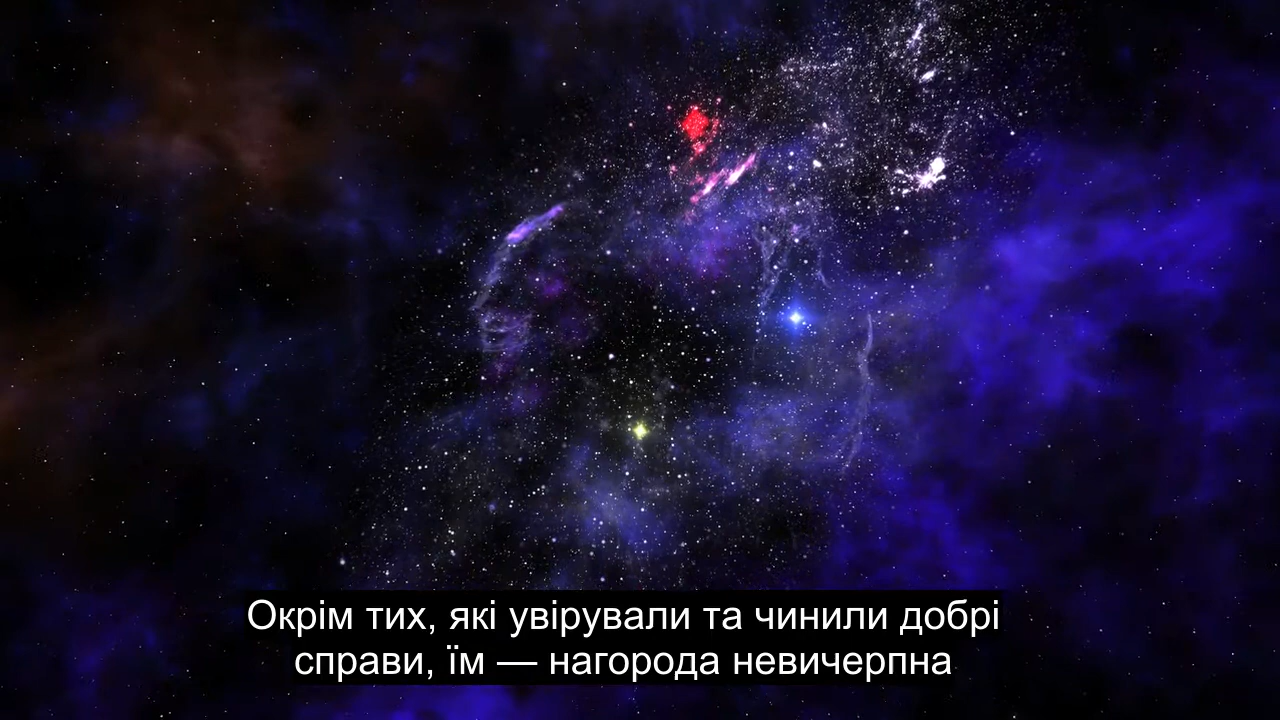 Окрім тих, які увірували та чинили добрі
справи, їм — нагорода невичерпна